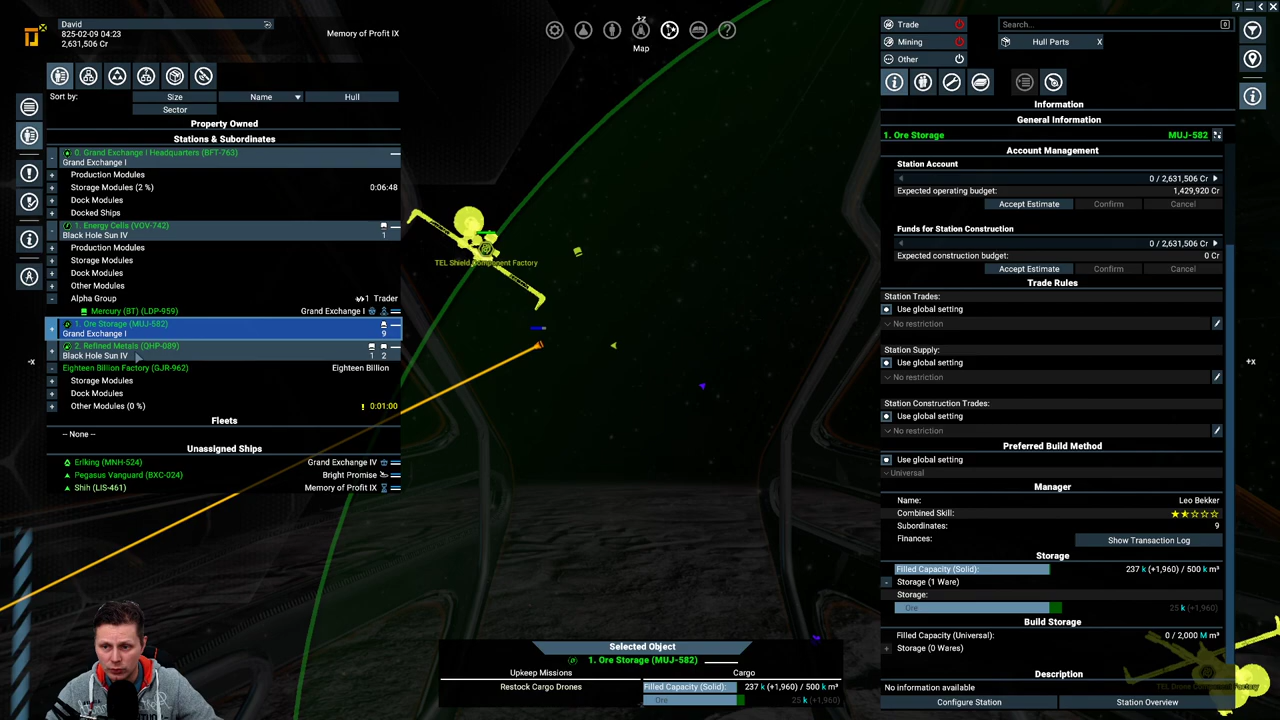 David
825-02-09 04:23
2,631,506 Cr
Memory of Profit IX
Sort by:
Size
Name
Hull
Sector
Property Owned
Stations & Subordinates
0. Grand Exchange I Headquarters (BFT-763)
Grand Exchange I
Production Modules
Storage Modules (2 %)
0:06:48
Dock Modules
Docked Ships
1. Energy Cells (VOV-742)
Black Hole Sun IV
1
Production Modules
Storage Modules
Dock Modules
Other Modules
Alpha Group
1 Trader
Mercury (BT) (LDP-959)
Grand Exchange I
1. Ore Storage (MUJ-582)
Grand Exchange I
9
2. Refined Metals (QHP-089)
Black Hole Sun IV
1 2
Eighteen Billion Factory (GJR-962)
Eighteen Billion
Storage Modules
Dock Modules
Other Modules (0 %)
! 0:01:00
Fleets
-- None --
Unassigned Ships
Erlking (MNH-524)
Grand Exchange IV
Pegasus Vanguard (BXC-024)
Bright Promise
Shih (LIS-461)
Memory of Profit IX
+Z
Map
-X
+X
TEL Shield Component Factory
Selected Object
1. Ore Storage (MUJ-582)
Upkeep Missions
Cargo
Restock Cargo Drones
Filled Capacity (Solid):
237 k (+1,960) / 500 k m³
Ore
25 k (+1,960)
Trade
Mining
Other
Search...
Hull Parts
X
Information
General Information
1. Ore Storage
MUJ-582
Account Management
Station Account
0 / 2,631,506 Cr
Expected operating budget:
1,429,920 Cr
Accept Estimate
Confirm
Cancel
Funds for Station Construction
0 / 2,631,506 Cr
Expected construction budget:
0 Cr
Accept Estimate
Confirm
Cancel
Trade Rules
Station Trades:
Use global setting
No restriction
Station Supply:
Use global setting
No restriction
Station Construction Trades:
Use global setting
No restriction
Preferred Build Method
Use global setting
Universal
Manager
Name:
Leo Bekker
Combined Skill:
Subordinates:
9
Finances:
Show Transaction Log
Storage
Filled Capacity (Solid):
237 k (+1,960) / 500 k m³
Storage (1 Ware)
Storage:
Ore
25 k (+1,960)
Build Storage
Filled Capacity (Universal):
0 / 2,000 M m³
Storage (0 Wares)
Description
No information available
Configure Station
Station Overview